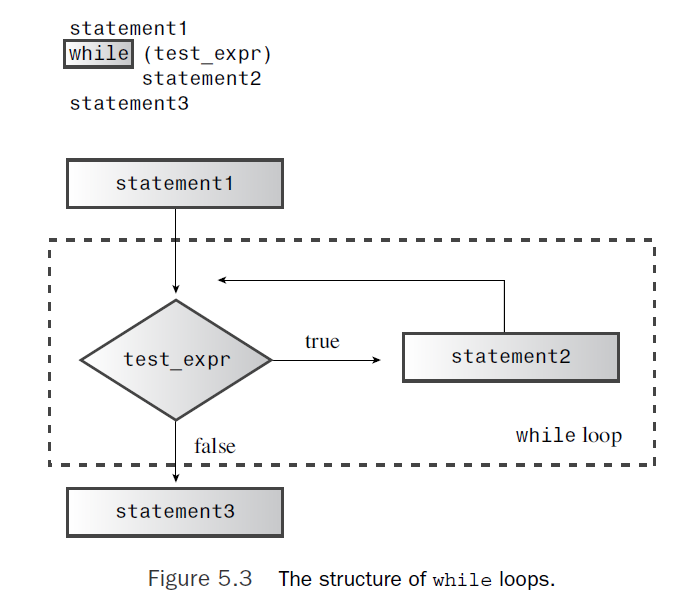 statement1
while (test_expr)
statement2
statement3
statement1
test_expr
true
statement2
while loop
false
statement3
Figure 5.3 The structure of while loops.